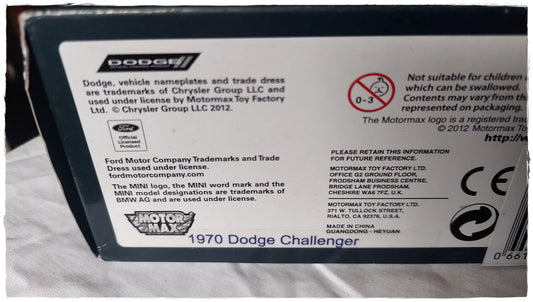 DODGE
Dodge, vehicle nameplates and trade dress
are trademarks of Chrysler Group LLC and
used under license by Motormax Toy Factory
Ltd. © Chrysler Group LLC 2012.
Ford
Official
Licensed
Product
Ford Motor Company Trademarks and Trade
Dress used under license.
fordmotorcompany.com
The MINI logo, the MINI word mark and the
MINI model designations are trademarks of
BMW AG and are used under license.
MOTOR
MAX
1970 Dodge Challenger
0-3
Not suitable for children
which can be swallowed.
Contents may vary from tha
represented on packaging.
The Motormax logo is a registered tra
© 2012 Motormax Toy
http://w
PLEASE RETAIN THIS INFORMATION
FOR FUTURE REFERENCE.
MOTORMAX TOY FACTORY LTD.
OFFICE G2 GROUND FLOOR,
FRODSHAM BUSINESS CENTRE,
BRIDGE LANE FRODSHAM,
CHESHIRE WA6 7FZ, U.K.
MOTORMAX TOY FACTORY LTD.
371 W. TULLOCK STREET,
RIALTO, CA 92376, U.S.A.
MADE IN CHINA
GUANGDONG - HEYUAN
CE
0 661